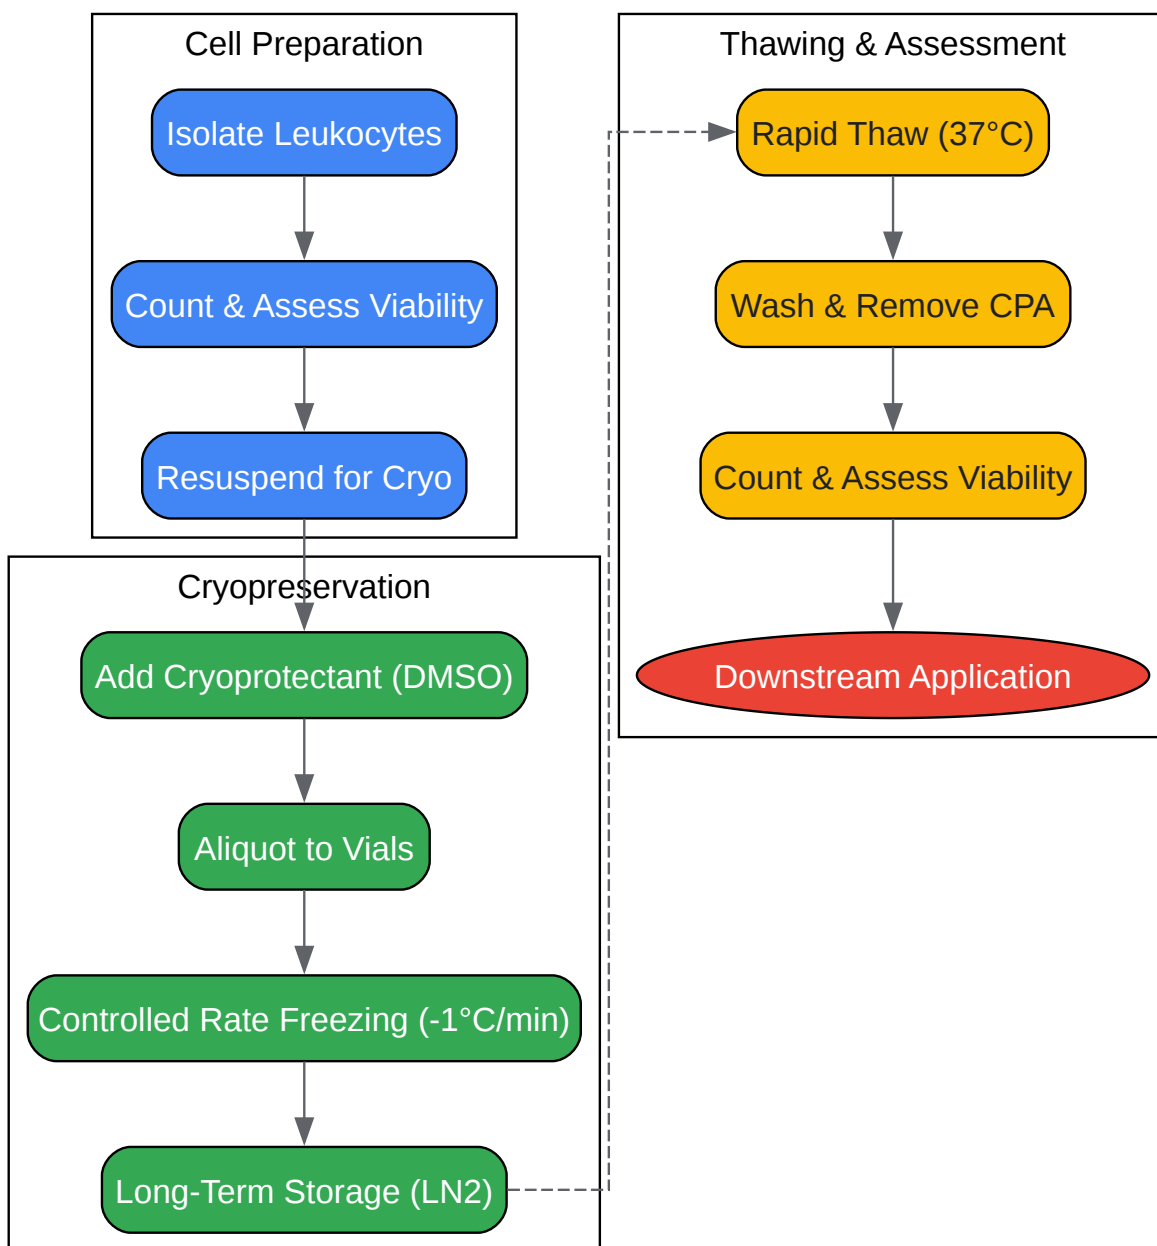 Cell Preparation
Isolate Leukocytes
Count & Assess Viability
Resuspend for Cryo
Cryopreservation
Add Cryoprotectant (DMSO)
Aliquot to Vials
Controlled Rate Freezing (-1°C/min)
Long-Term Storage (LN2)
Thawing & Assessment
Rapid Thaw (37°C)
Wash & Remove CPA
Count & Assess Viability
Downstream Application